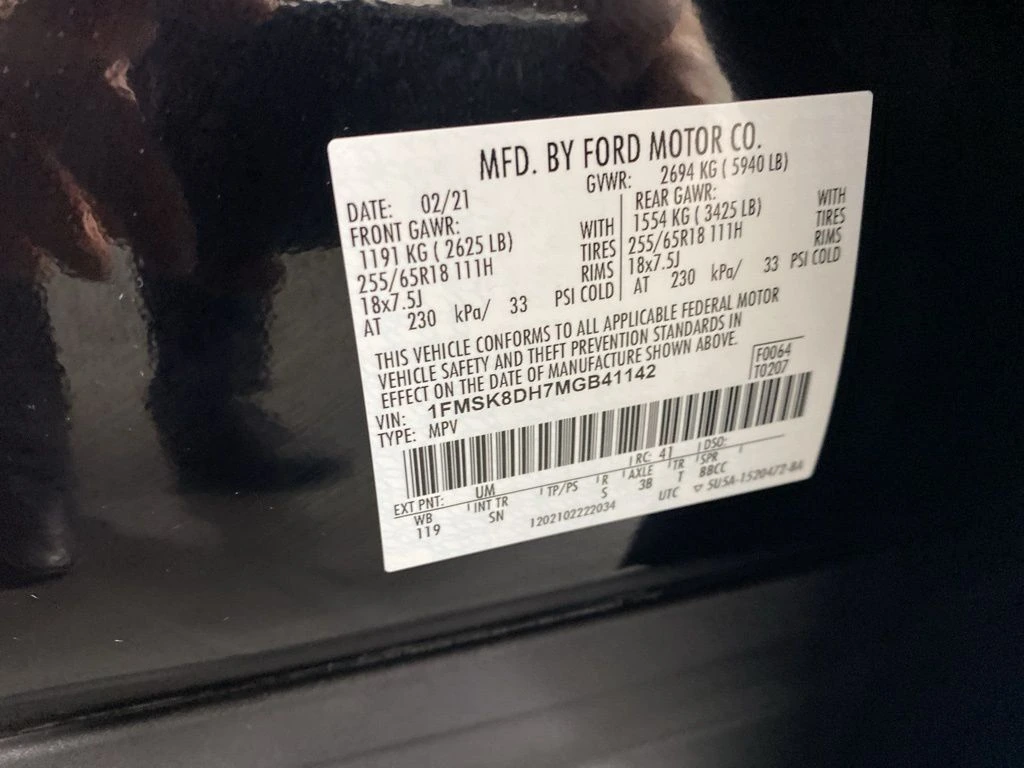 MFD. BY FORD MOTOR CO.
DATE: 02/21 GVWR: 2694 KG ( 5940 LB)
FRONT GAWR: REAR GAWR:
1191 KG ( 2625 LB) WITH 1554 KG ( 3425 LB) WITH
255/65R18 111H TIRES 255/65R18 111H TIRES
18x7.5J RIMS 18x7.5J RIMS
AT 230 kPa/ 33 PSI COLD AT 230 kPa/ 33 PSI COLD
THIS VEHICLE CONFORMS TO ALL APPLICABLE FEDERAL MOTOR
VEHICLE SAFETY AND THEFT PREVENTION STANDARDS IN
EFFECT ON THE DATE OF MANUFACTURE SHOWN ABOVE.
VIN: 1FMSK8DH7MGB41142 F0064
TYPE: MPV T0207
EXT PNT: UM RC: 41 DSO:
WB INT TR TP/PS R AXLE TR SPR
119 SN S 3B T BBCC
1202102222034 UTC ▽ 5U5A-1520472-BA